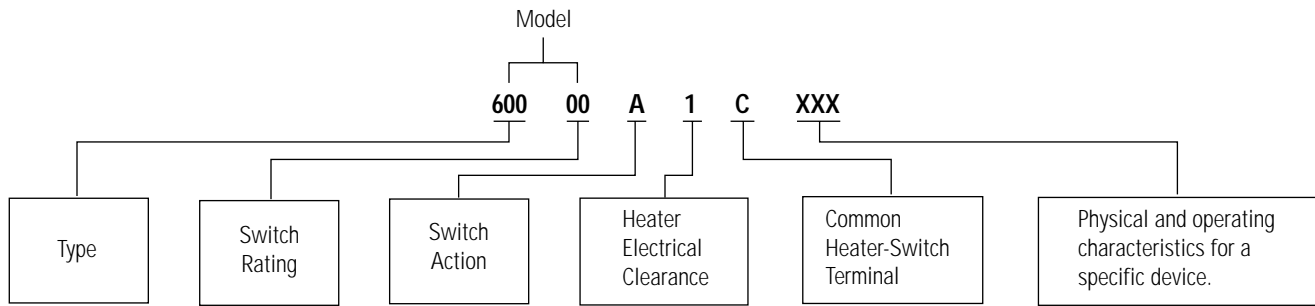 Model
600 00 A 1 C XXX
Type
Switch
Rating
Switch
Action
Heater
Electrical
Clearance
Common
Heater-Switch
Terminal
Physical and operating
characteristics for a
specific device.